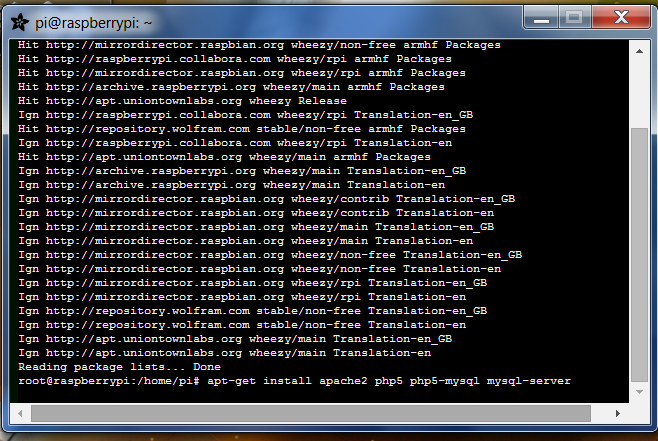 pi@raspberrypi: ~
Hit http://mirrordirector.raspbian.org wheezy/non-free armhf Packages
Hit http://raspberrypi.collabora.com wheezy/rpi armhf Packages
Hit http://mirrordirector.raspbian.org wheezy/rpi armhf Packages
Hit http://archive.raspberrypi.org wheezy/main armhf Packages
Hit http://apt.uniontownlabs.org wheezy Release
Ign http://raspberrypi.collabora.com wheezy/rpi Translation-en_GB
Hit http://repository.wolfram.com stable/non-free armhf Packages
Ign http://raspberrypi.collabora.com wheezy/rpi Translation-en
Hit http://apt.uniontownlabs.org wheezy/main armhf Packages
Ign http://archive.raspberrypi.org wheezy/main Translation-en_GB
Ign http://archive.raspberrypi.org wheezy/main Translation-en
Ign http://mirrordirector.raspbian.org wheezy/contrib Translation-en_GB
Ign http://mirrordirector.raspbian.org wheezy/contrib Translation-en
Ign http://mirrordirector.raspbian.org wheezy/main Translation-en_GB
Ign http://mirrordirector.raspbian.org wheezy/main Translation-en
Ign http://mirrordirector.raspbian.org wheezy/non-free Translation-en_GB
Ign http://mirrordirector.raspbian.org wheezy/non-free Translation-en
Ign http://mirrordirector.raspbian.org wheezy/rpi Translation-en_GB
Ign http://mirrordirector.raspbian.org wheezy/rpi Translation-en
Ign http://repository.wolfram.com stable/non-free Translation-en_GB
Ign http://repository.wolfram.com stable/non-free Translation-en
Ign http://apt.uniontownlabs.org wheezy/main Translation-en_GB
Ign http://apt.uniontownlabs.org wheezy/main Translation-en
Reading package lists... Done
root@raspberrypi:/home/pi# apt-get install apache2 php5 php5-mysql mysql-server